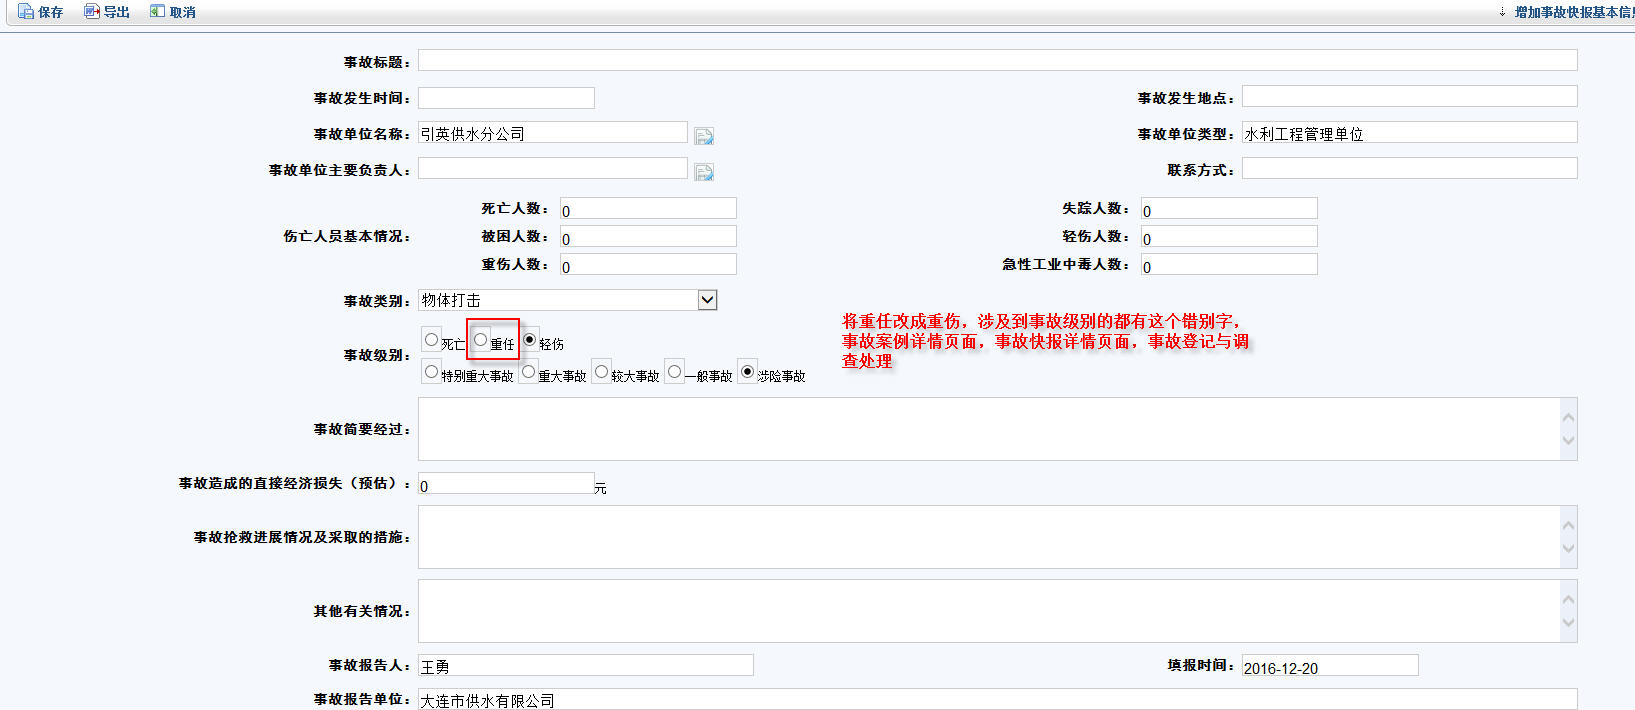 保存 导出 取消 ↓ 增加事故快报基本信息
事故标题：
事故发生时间： 事故发生地点：
事故单位名称： 引英供水分公司 事故单位类型： 水利工程管理单位
事故单位主要负责人： 联系方式：
死亡人数： 0 失踪人数： 0
伤亡人员基本情况： 被困人数： 0 轻伤人数： 0
重伤人数： 0 急性工业中毒人数： 0
事故类别： 物体打击
将重任改成重伤，涉及到事故级别的都有这个错别字，
事故案例详情页面，事故快报详情页面，事故登记与调
查处理
事故级别： 死亡 重任 轻伤
特别重大事故 重大事故 较大事故 一般事故 涉险事故
事故简要经过：
事故造成的直接经济损失（预估）： 0 元
事故抢救进展情况及采取的措施：
其他有关情况：
事故报告人： 王勇 填报时间： 2016-12-20
事故报告单位： 大连市供水有限公司